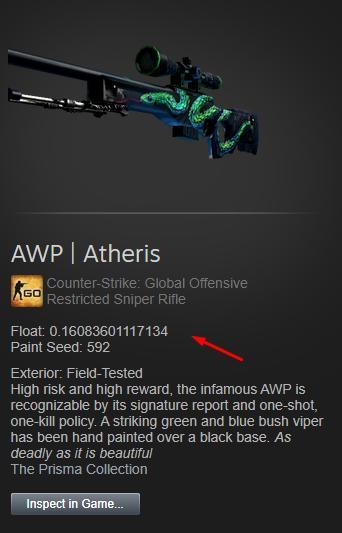 AWP | Atheris
GO
Counter-Strike: Global Offensive
Restricted Sniper Rifle
Float: 0.16083601117134
Paint Seed: 592
Exterior: Field-Tested
High risk and high reward, the infamous AWP is
recognizable by its signature report and one-shot,
one-kill policy. A striking green and blue bush viper
has been hand painted over a black base. As
deadly as it is beautiful
The Prisma Collection
Inspect in Game...